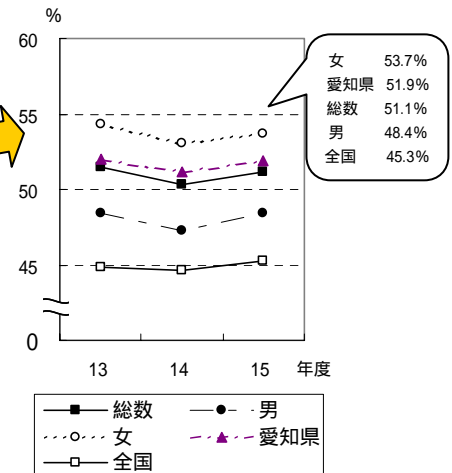 %
60
55
50
45
0
13 14 15 年度
女 53.7%
愛知県 51.9%
総数 51.1%
男 48.4%
全国 45.3%
総数 男
女 愛知県
全国